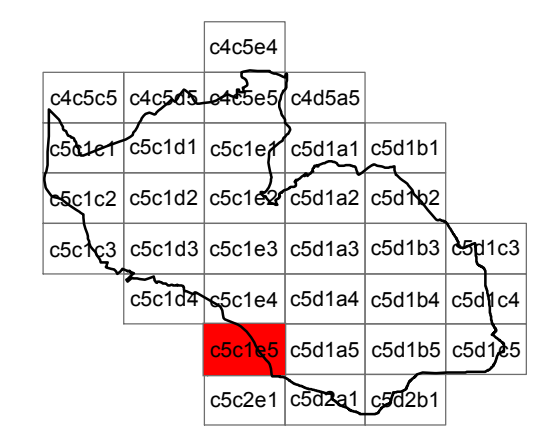 c4c5e4
c4c5c5 c4c5d5 c4c5e5 c4d5a5
c5c1c1 c5c1d1 c5c1e1 c5d1a1 c5d1b1
c5c1c2 c5c1d2 c5c1e2 c5d1a2 c5d1b2
c5c1c3 c5c1d3 c5c1e3 c5d1a3 c5d1b3 c5d1c3
c5c1d4 c5c1e4 c5d1a4 c5d1b4 c5d1c4
c5c1e5 c5d1a5 c5d1b5 c5d1c5
c5c2e1 c5d2a1 c5d2b1